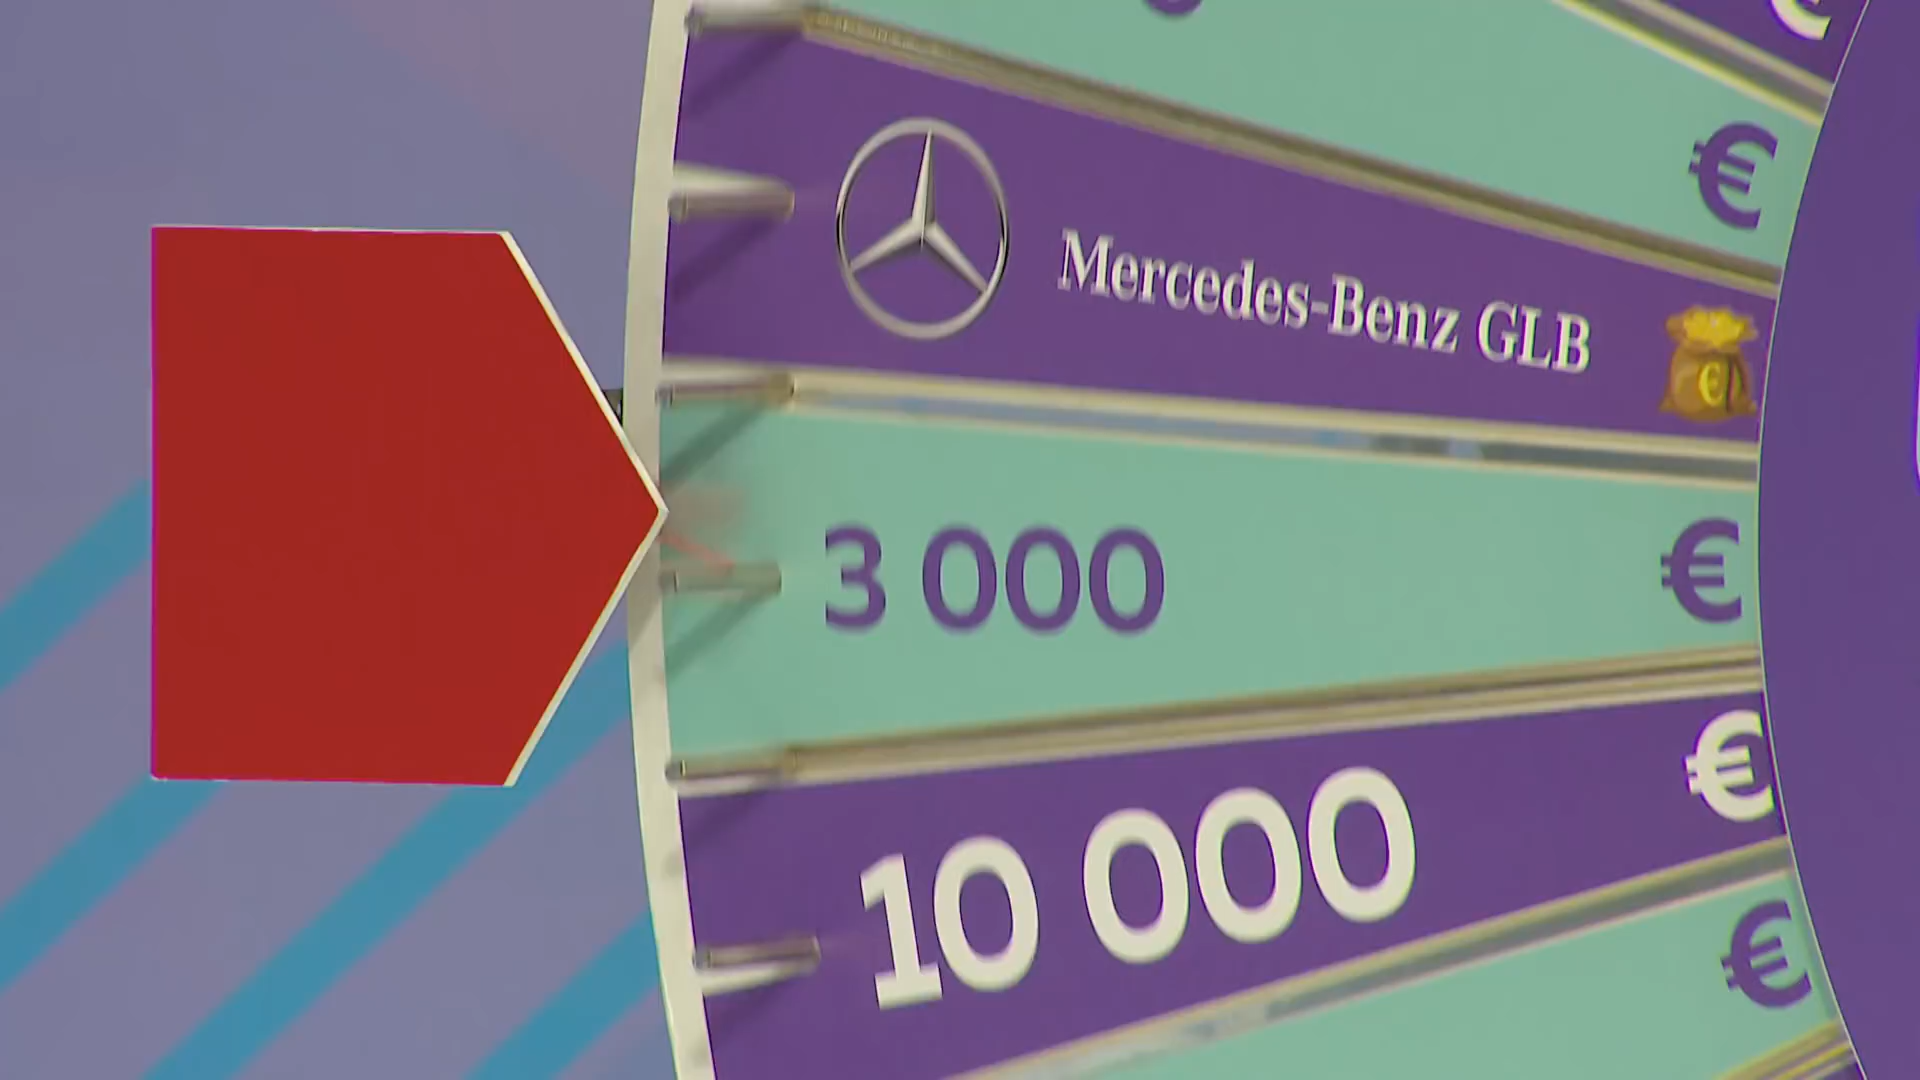 €
€
Mercedes-Benz GLB
€
3 000 €
10 000 €
€